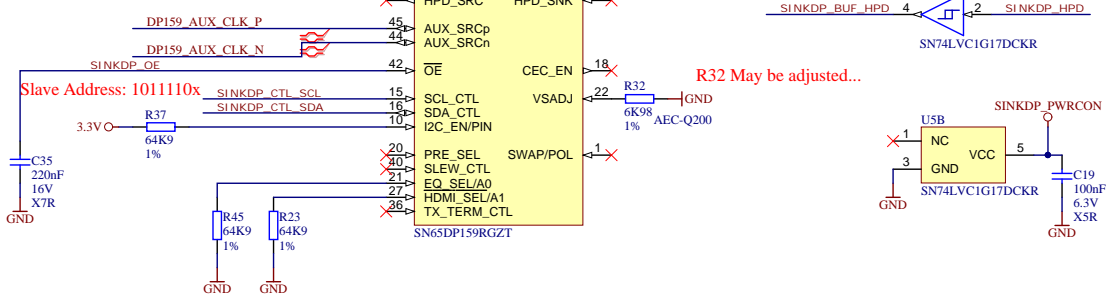 HPD_SRC HPD_SNK
SINKDP_BUF_HPD 4 2 SINKDP_HPD
SN74LVC1G17DCKR
DP159_AUX_CLK_P 45 AUX_SRCp
DP159_AUX_CLK_N 44 AUX_SRCn
SINKDP_OE 42 OE CEC_EN 18
R32 May be adjusted...
Slave Address: 1011110x
SINKDP_CTL_SCL 15 SCL_CTL VSADJ 22 R32 GND
6K98
1% AEC-Q200
SINKDP_CTL_SDA 16 SDA_CTL
3.3V R37 10 I2C_EN/PIN
64K9
1%
SINKDP_PWRCON
U5B
1 NC
VCC 5
3 GND
SN74LVC1G17DCKR
GND
C19
100nF
6.3V
X5R
GND
C35
220nF
16V
X7R
GND
20 PRE_SEL SWAP/POL 1
40 SLEW_CTL
21 EQ_SEL/A0
27 HDMI_SEL/A1
36 TX_TERM_CTL
SN65DP159RGZT
R45
64K9
1%
GND
R23
64K9
1%
GND